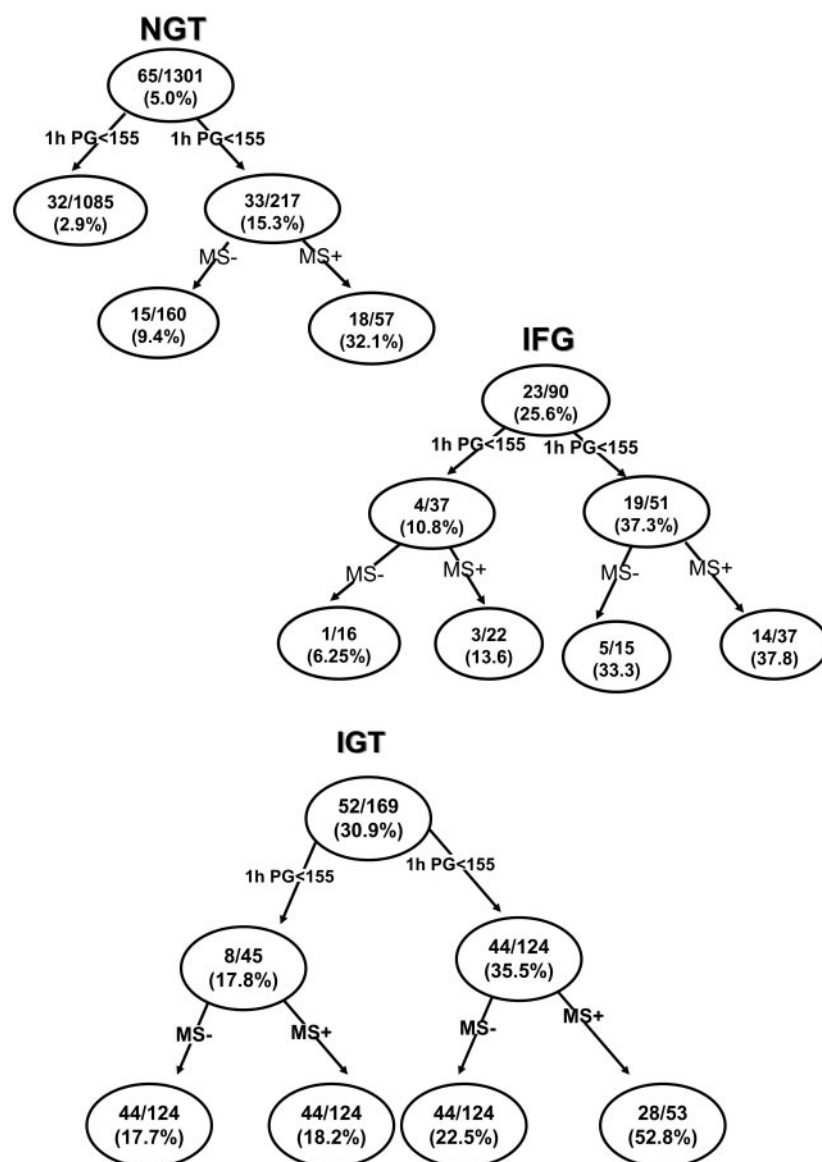 NGT
65/1301
(5.0%)
1h PG<155
1h PG<155
32/1085
(2.9%)
33/217
(15.3%)
MS-
MS+
15/160
(9.4%)
18/57
(32.1%)
IFG
23/90
(25.6%)
1h PG<155
1h PG<155
4/37
(10.8%)
19/51
(37.3%)
MS-
MS+
MS-
MS+
1/16
(6.25%)
3/22
(13.6)
5/15
(33.3)
14/37
(37.8)
IGT
52/169
(30.9%)
1h PG<155
1h PG<155
8/45
(17.8%)
44/124
(35.5%)
MS-
MS+
MS-
MS+
44/124
(17.7%)
44/124
(18.2%)
44/124
(22.5%)
28/53
(52.8%)